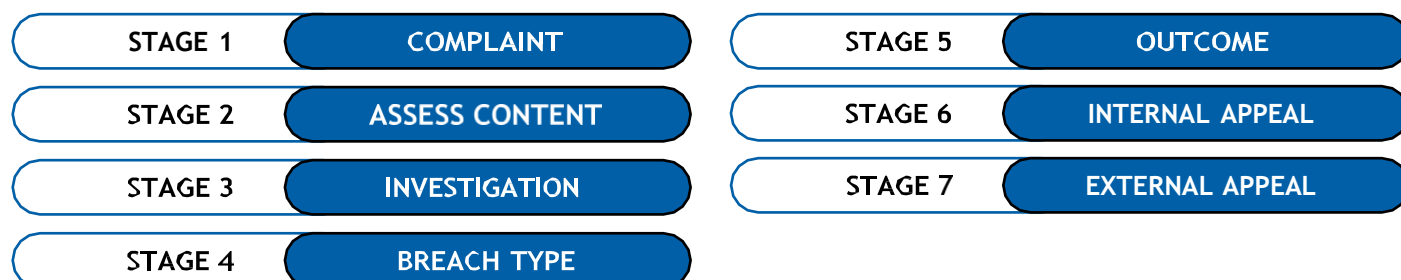 STAGE 1 COMPLAINT
STAGE 2 ASSESS CONTENT
STAGE 3 INVESTIGATION
STAGE 4 BREACH TYPE
STAGE 5 OUTCOME
STAGE 6 INTERNAL APPEAL
STAGE 7 EXTERNAL APPEAL